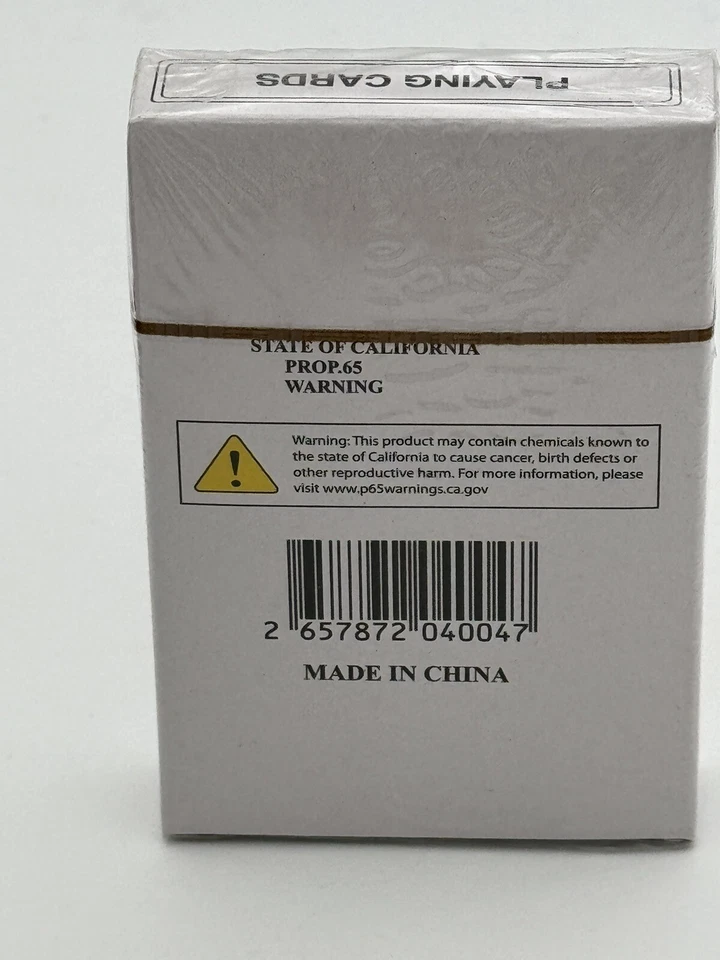 PLAYING CARDS
STATE OF CALIFORNIA
PROP.65
WARNING
Warning: This product may contain chemicals known to
the state of California to cause cancer, birth defects or
other reproductive harm. For more information, please
visit www.p65warnings.ca.gov
2 657872 040047
MADE IN CHINA